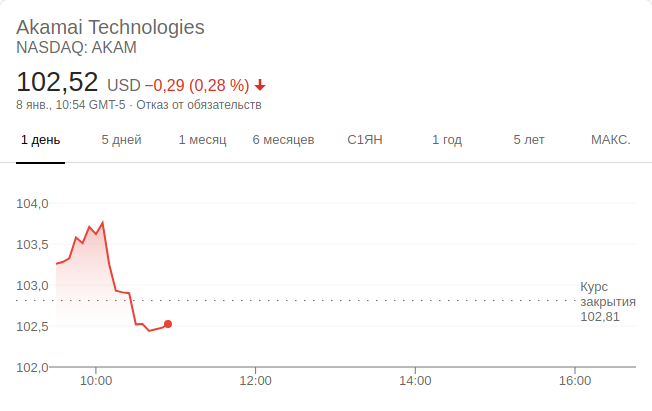 Akamai Technologies
NASDAQ: AKAM
102,52 USD −0,29 (0,28 %)
8 янв., 10:54 GMT-5 · Отказ от обязательств
1 день 5 дней 1 месяц 6 месяцев С1ЯН 1 год 5 лет МАКС.
104,0
103,5
103,0
102,5
102,0
Курс
закрытия
102,81
10:00 12:00 14:00 16:00